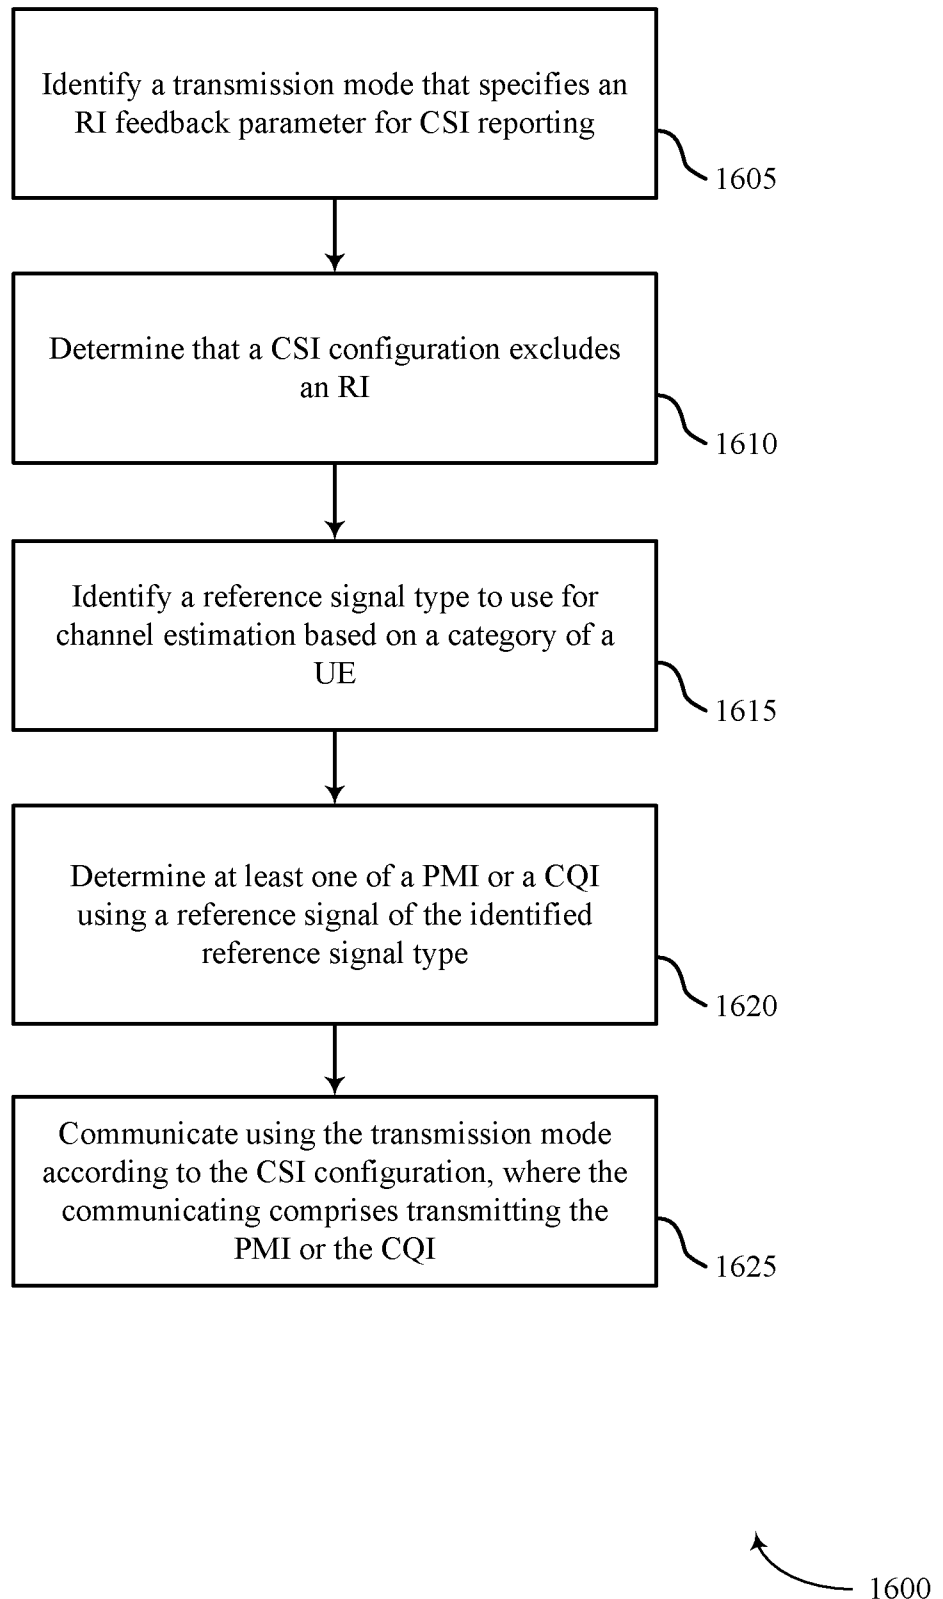 Identify a transmission mode that specifies an
RI feedback parameter for CSI reporting
1605
Determine that a CSI configuration excludes
an RI
1610
Identify a reference signal type to use for
channel estimation based on a category of a
UE
1615
Determine at least one of a PMI or a CQI
using a reference signal of the identified
reference signal type
1620
Communicate using the transmission mode
according to the CSI configuration, where the
communicating comprises transmitting the
PMI or the CQI
1625
1600